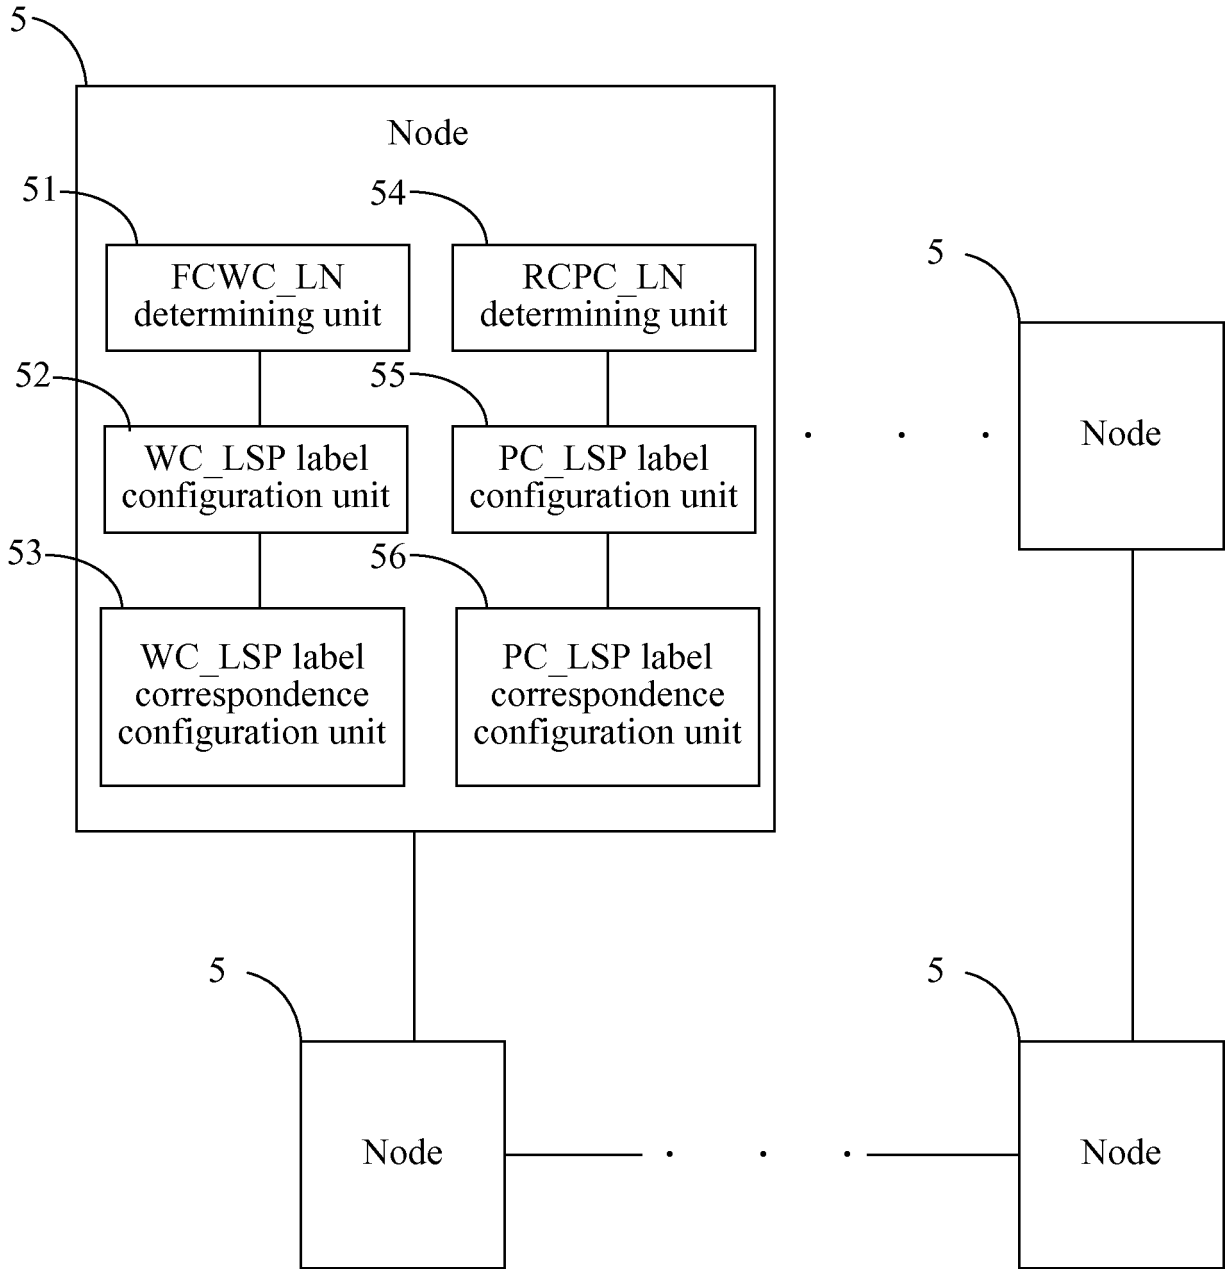 5
Node
51
54
FCWC_LN
determining unit
RCPC_LN
determining unit
5
52
55
WC_LSP label
configuration unit
PC_LSP label
configuration unit
. . .
Node
53
56
WC_LSP label
correspondence
configuration unit
PC_LSP label
correspondence
configuration unit
5
5
Node
. . .
Node